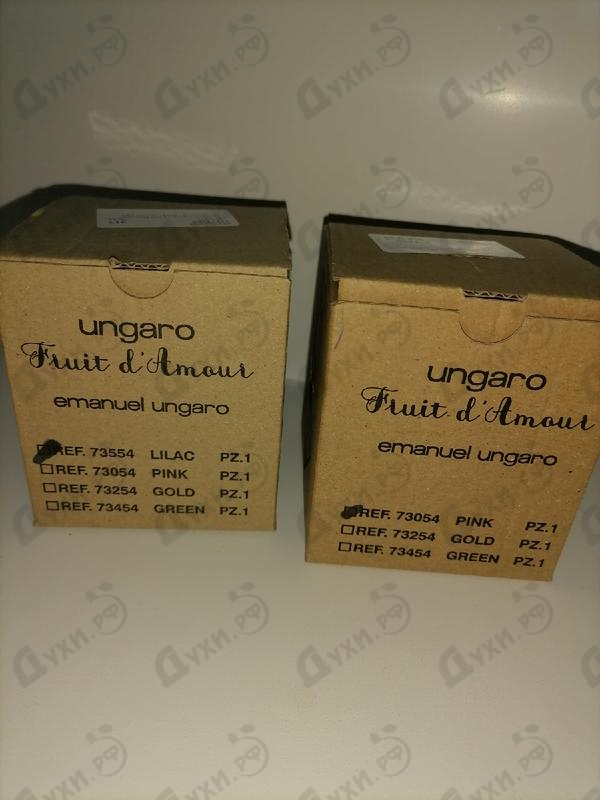 ungaro
Fruit d'Amour
emanuel ungaro
REF. 73554 LILAC PZ.1
REF. 73054 PINK PZ.1
REF. 73254 GOLD PZ.1
REF. 73454 GREEN PZ.1
ungaro
Fruit d'Amour
emanuel ungaro
REF. 73054 PINK PZ.1
REF. 73254 GOLD PZ.1
REF. 73454 GREEN PZ.1
Духи.рф